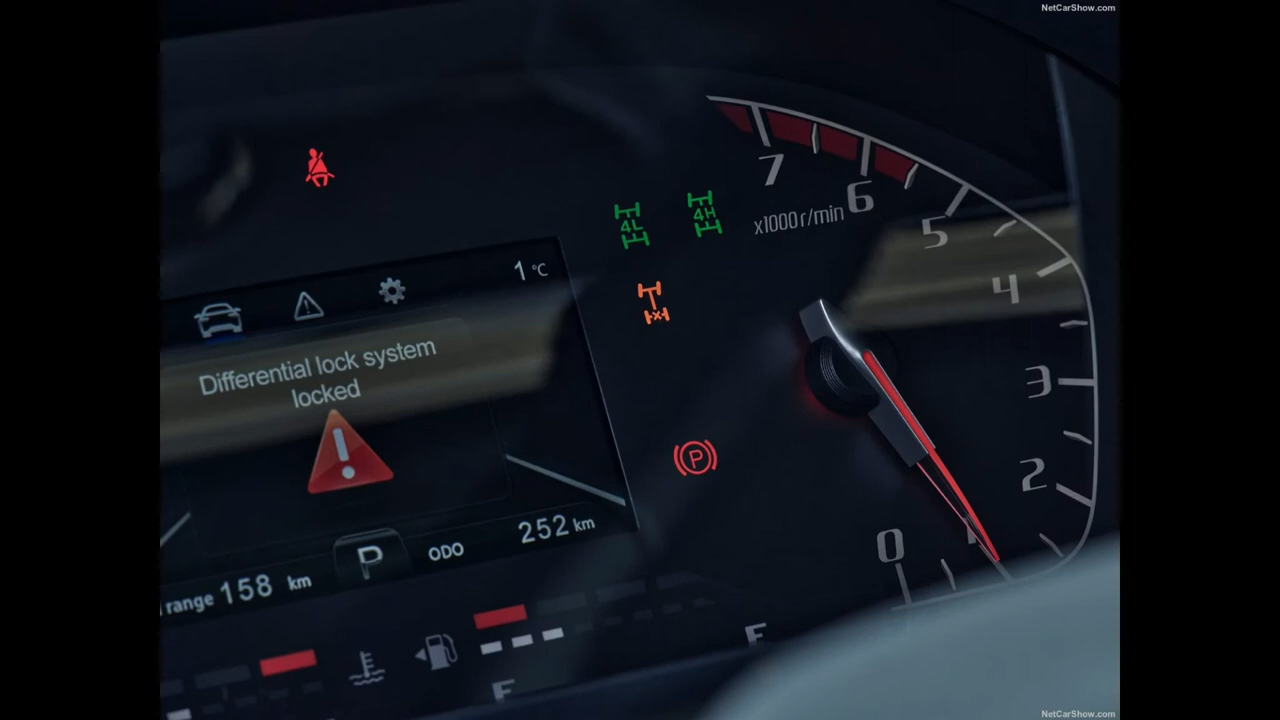 NetCarShow.com
7
6
5
4
3
2
1
0
x1000r/min
4L
4H
1 °C
Differential lock system
locked
!
P
P
ODO
252 km
range 158 km
F
F
NetCarShow.com